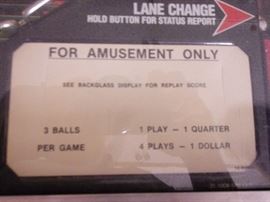 LANE CHANGE
HOLD BUTTON FOR STATUS REPORT
FOR AMUSEMENT ONLY
SEE BACKGLASS DISPLAY FOR REPLAY SCORE
3 BALLS 1 PLAY — 1 QUARTER
PER GAME 4 PLAYS — 1 DOLLAR